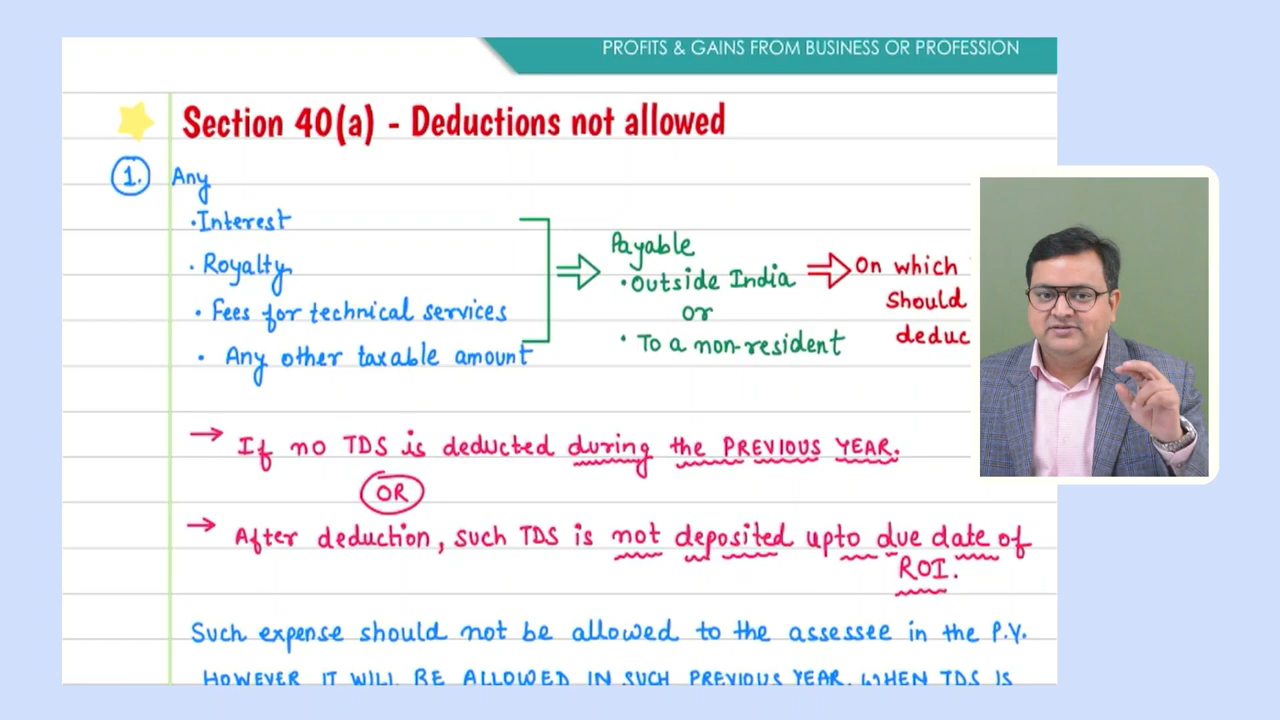 PROFITS & GAINS FROM BUSINESS OR PROFESSION
Section 40(a) - Deductions not allowed
1. Any
• Interest
• Royalty
• Fees for technical services
• Any other taxable amount
Payable
• Outside India
or
• To a non-resident
On which
Should
deduc
→ If no TDS is deducted during the PREVIOUS YEAR.
OR
→ After deduction, such TDS is not deposited upto due date of
ROI.
Such expense should not be allowed to the assessee in the P.Y.
HOWEVER IT WILL BE ALLOWED IN SUCH PREVIOUS YEAR, WHEN TDS IS